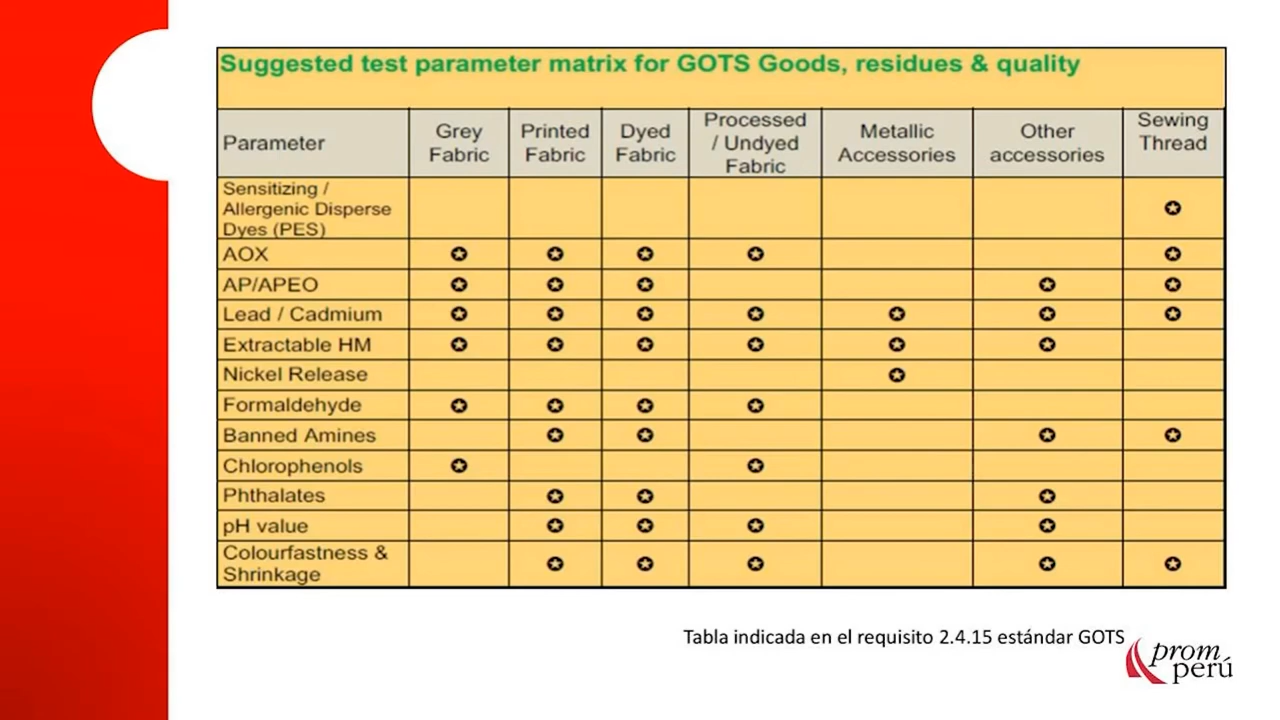 Suggested test parameter matrix for GOTS Goods, residues & quality
Parameter
Grey
Fabric
Printed
Fabric
Dyed
Fabric
Processed
/ Undyed
Fabric
Metallic
Accessories
Other
accessories
Sewing
Thread
Sensitizing /
Allergenic Disperse
Dyes (PES)
AOX
AP/APEO
Lead / Cadmium
Extractable HM
Nickel Release
Formaldehyde
Banned Amines
Chlorophenols
Phthalates
pH value
Colourfastness &
Shrinkage
Tabla indicada en el requisito 2.4.15 estándar GOTS
prom
perú